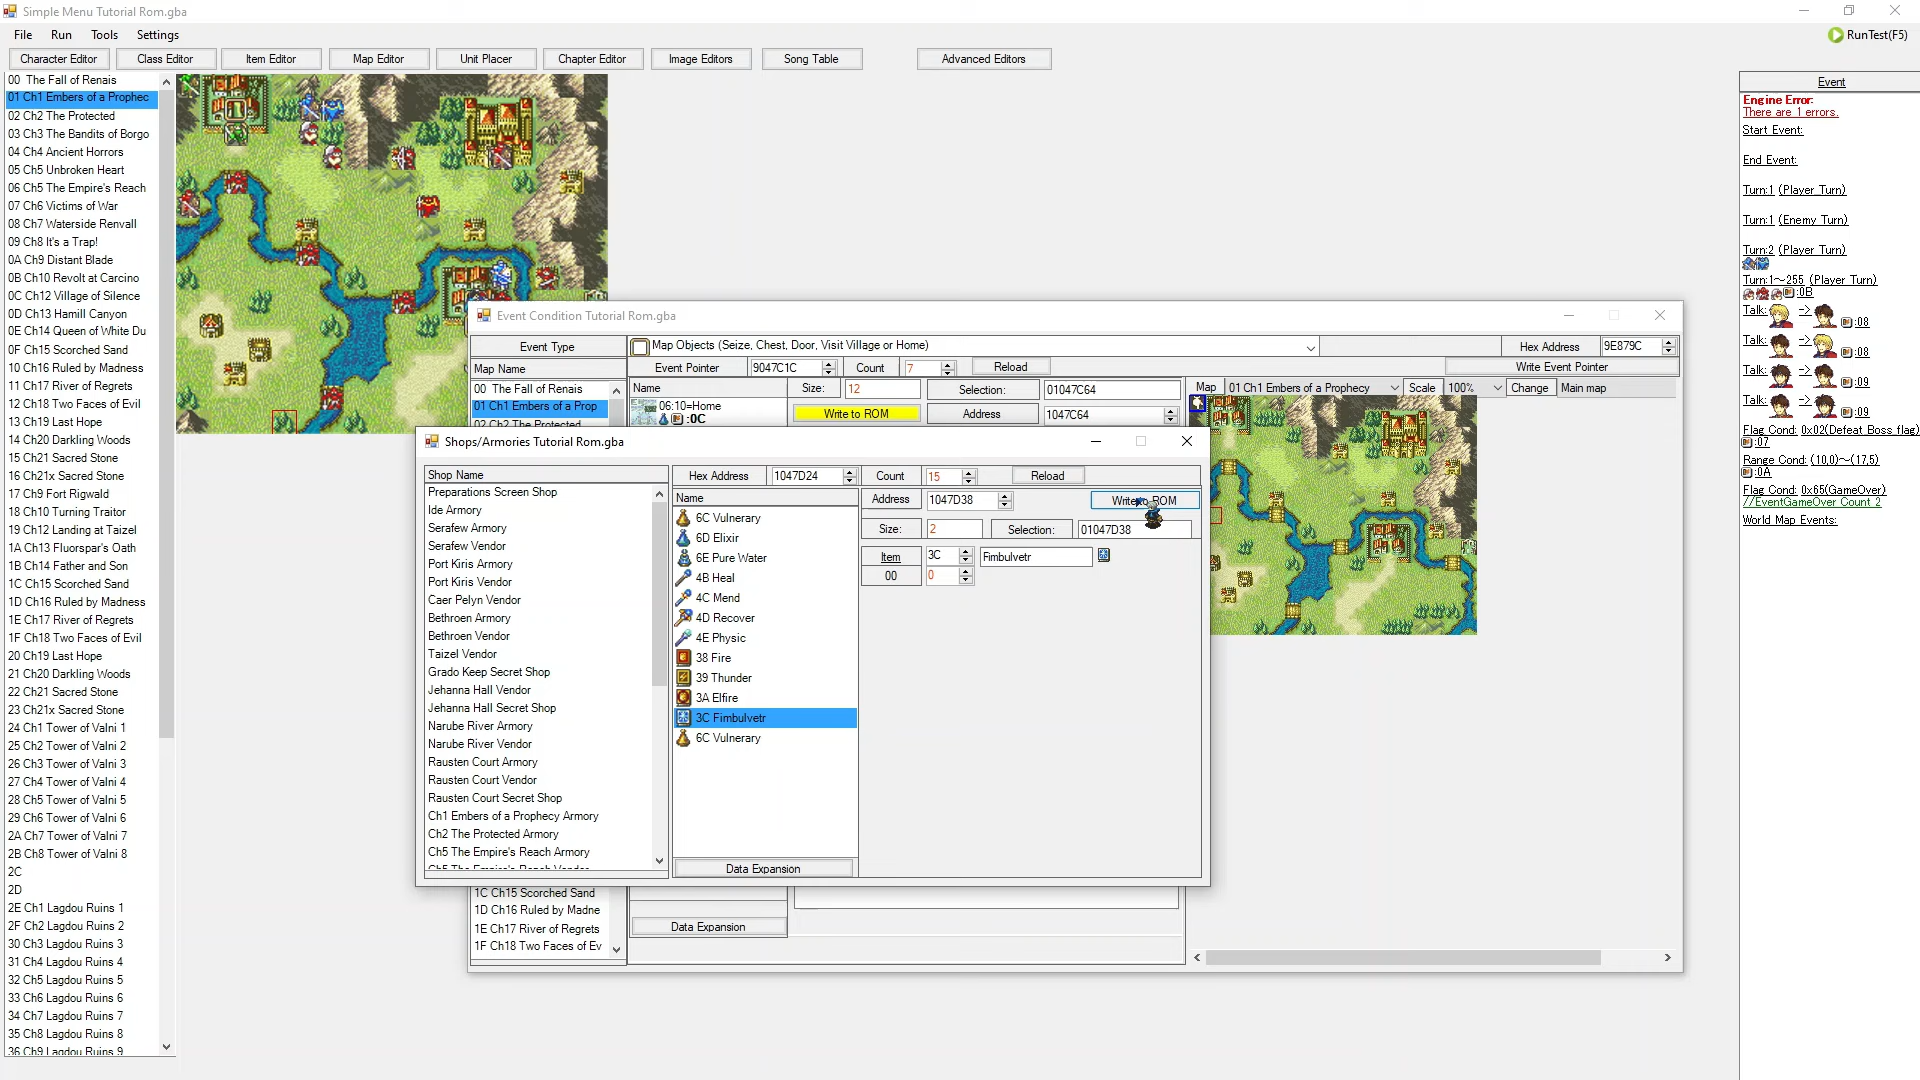 Simple Menu Tutorial Rom.gba
File Run Tools Settings
RunTest(F5)
Character Editor Class Editor Item Editor Map Editor Unit Placer Chapter Editor Image Editors Song Table Advanced Editors
00 The Fall of Renais
01 Ch1 Embers of a Prophec
02 Ch2 The Protected
03 Ch3 The Bandits of Borgo
04 Ch4 Ancient Horrors
05 Ch5 Unbroken Heart
06 Ch5 The Empire's Reach
07 Ch6 Victims of War
08 Ch7 Waterside Renvall
09 Ch8 It's a Trap!
0A Ch9 Distant Blade
0B Ch10 Revolt at Carcino
0C Ch12 Village of Silence
0D Ch13 Hamill Canyon
0E Ch14 Queen of White Du
0F Ch15 Scorched Sand
10 Ch16 Ruled by Madness
11 Ch17 River of Regrets
12 Ch18 Two Faces of Evil
13 Ch19 Last Hope
14 Ch20 Darkling Woods
15 Ch21 Sacred Stone
16 Ch21x Sacred Stone
17 Ch9 Fort Rigwald
18 Ch10 Turning Traitor
19 Ch12 Landing at Taizel
1A Ch13 Fluorspar's Oath
1B Ch14 Father and Son
1C Ch15 Scorched Sand
1D Ch16 Ruled by Madness
1E Ch17 River of Regrets
1F Ch18 Two Faces of Evil
20 Ch19 Last Hope
21 Ch20 Darkling Woods
22 Ch21 Sacred Stone
23 Ch21x Sacred Stone
24 Ch1 Tower of Valni 1
25 Ch2 Tower of Valni 2
26 Ch3 Tower of Valni 3
27 Ch4 Tower of Valni 4
28 Ch5 Tower of Valni 5
29 Ch6 Tower of Valni 6
2A Ch7 Tower of Valni 7
2B Ch8 Tower of Valni 8
2C
2D
2E Ch1 Lagdou Ruins 1
2F Ch2 Lagdou Ruins 2
30 Ch3 Lagdou Ruins 3
31 Ch4 Lagdou Ruins 4
32 Ch5 Lagdou Ruins 5
33 Ch6 Lagdou Ruins 6
34 Ch7 Lagdou Ruins 7
35 Ch8 Lagdou Ruins 8
36 Ch9 Lagdou Ruins 9
Event Condition Tutorial Rom.gba
Event Type
Map Objects (Seize, Chest, Door, Visit Village or Home)
Hex Address 9E879C
Map Name
Event Pointer 9047C1C Count 7 Reload Write Event Pointer
00 The Fall of Renais
01 Ch1 Embers of a Prop
02 Ch2 The Protected
Name
06:10=Home
:0C
Size: 12 Selection: 01047C64
Write to ROM Address 1047C64
Map 01 Ch1 Embers of a Prophecy Scale 100% Change Main map
Shops/Armories Tutorial Rom.gba
Shop Name
Preparations Screen Shop
Ide Armory
Serafew Armory
Serafew Vendor
Port Kiris Armory
Port Kiris Vendor
Caer Pelyn Vendor
Bethroen Armory
Bethroen Vendor
Taizel Vendor
Grado Keep Secret Shop
Jehanna Hall Vendor
Jehanna Hall Secret Shop
Narube River Armory
Narube River Vendor
Rausten Court Armory
Rausten Court Vendor
Rausten Court Secret Shop
Ch1 Embers of a Prophecy Armory
Ch2 The Protected Armory
Ch5 The Empire's Reach Armory
Ch5 The Empire's Reach Vendor
Hex Address 1047D24 Count 15 Reload
Name
6C Vulnerary
6D Elixir
6E Pure Water
4B Heal
4C Mend
4D Recover
4E Physic
38 Fire
39 Thunder
3A Elfire
3C Fimbulvetr
6C Vulnerary
Data Expansion
Address 1047D38 Write to ROM
Size: 2 Selection: 01047D38
Item 3C Fimbulvetr
00 0
1C Ch15 Scorched Sand
1D Ch16 Ruled by Madne
1E Ch17 River of Regrets
1F Ch18 Two Faces of Ev
Data Expansion
Event
Engine Error:
There are 1 errors.
Start Event:
End Event:
Turn:1 (Player Turn)
Turn:1 (Enemy Turn)
Turn:2 (Player Turn)
Turn:1～255 (Player Turn)
:0B
Talk: -> :08
Talk: -> :08
Talk: -> :09
Talk: -> :09
Flag Cond: 0x02(Defeat Boss flag)
:07
Range Cond: (10,0)～(17,5)
:0A
Flag Cond: 0x65(GameOver)
//EventGameOver Count 2
World Map Events: